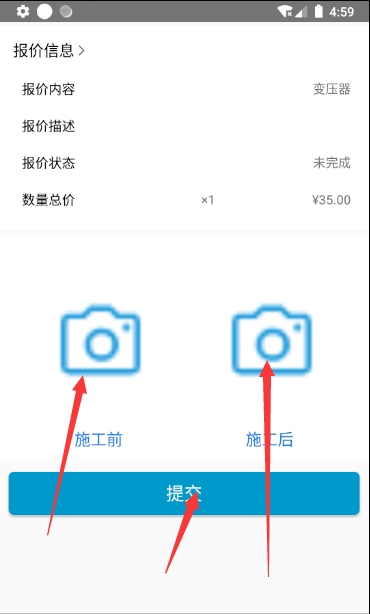 4:59
报价信息
报价内容 变压器
报价描述
报价状态 未完成
数量总价 ×1 ¥35.00
施工前 施工后
提交